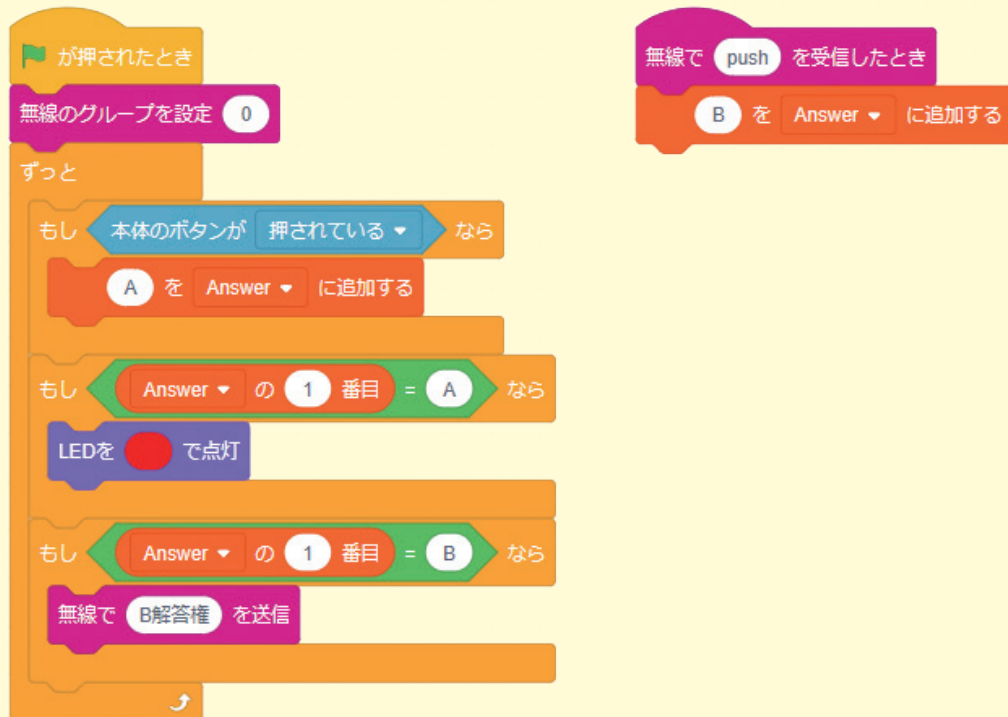 が押されたとき
無線のグループを設定 0
ずっと
もし 本体のボタンが 押されている なら
A を Answer に追加する
もし Answer の 1 番目 = A なら
LEDを で点灯
もし Answer の 1 番目 = B なら
無線で B解答権 を送信
無線で push を受信したとき
B を Answer に追加する